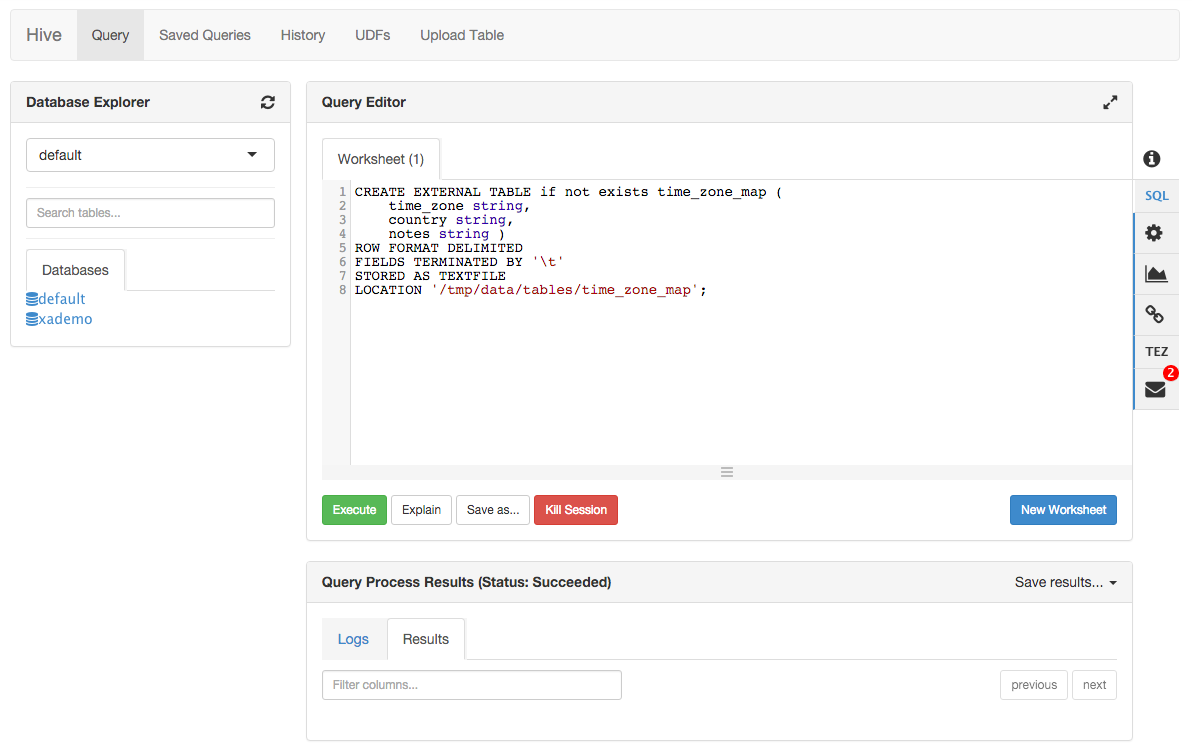 Hive Query Saved Queries History UDFs Upload Table
Database Explorer
default
Search tables...
Databases
default
xademo
Query Editor
Worksheet (1)
1 CREATE EXTERNAL TABLE if not exists time_zone_map (
2 time_zone string,
3 country string,
4 notes string )
5 ROW FORMAT DELIMITED
6 FIELDS TERMINATED BY '\t'
7 STORED AS TEXTFILE
8 LOCATION '/tmp/data/tables/time_zone_map';
Execute Explain Save as... Kill Session New Worksheet
SQL
TEZ
2
Query Process Results (Status: Succeeded) Save results...
Logs Results
Filter columns... previous next